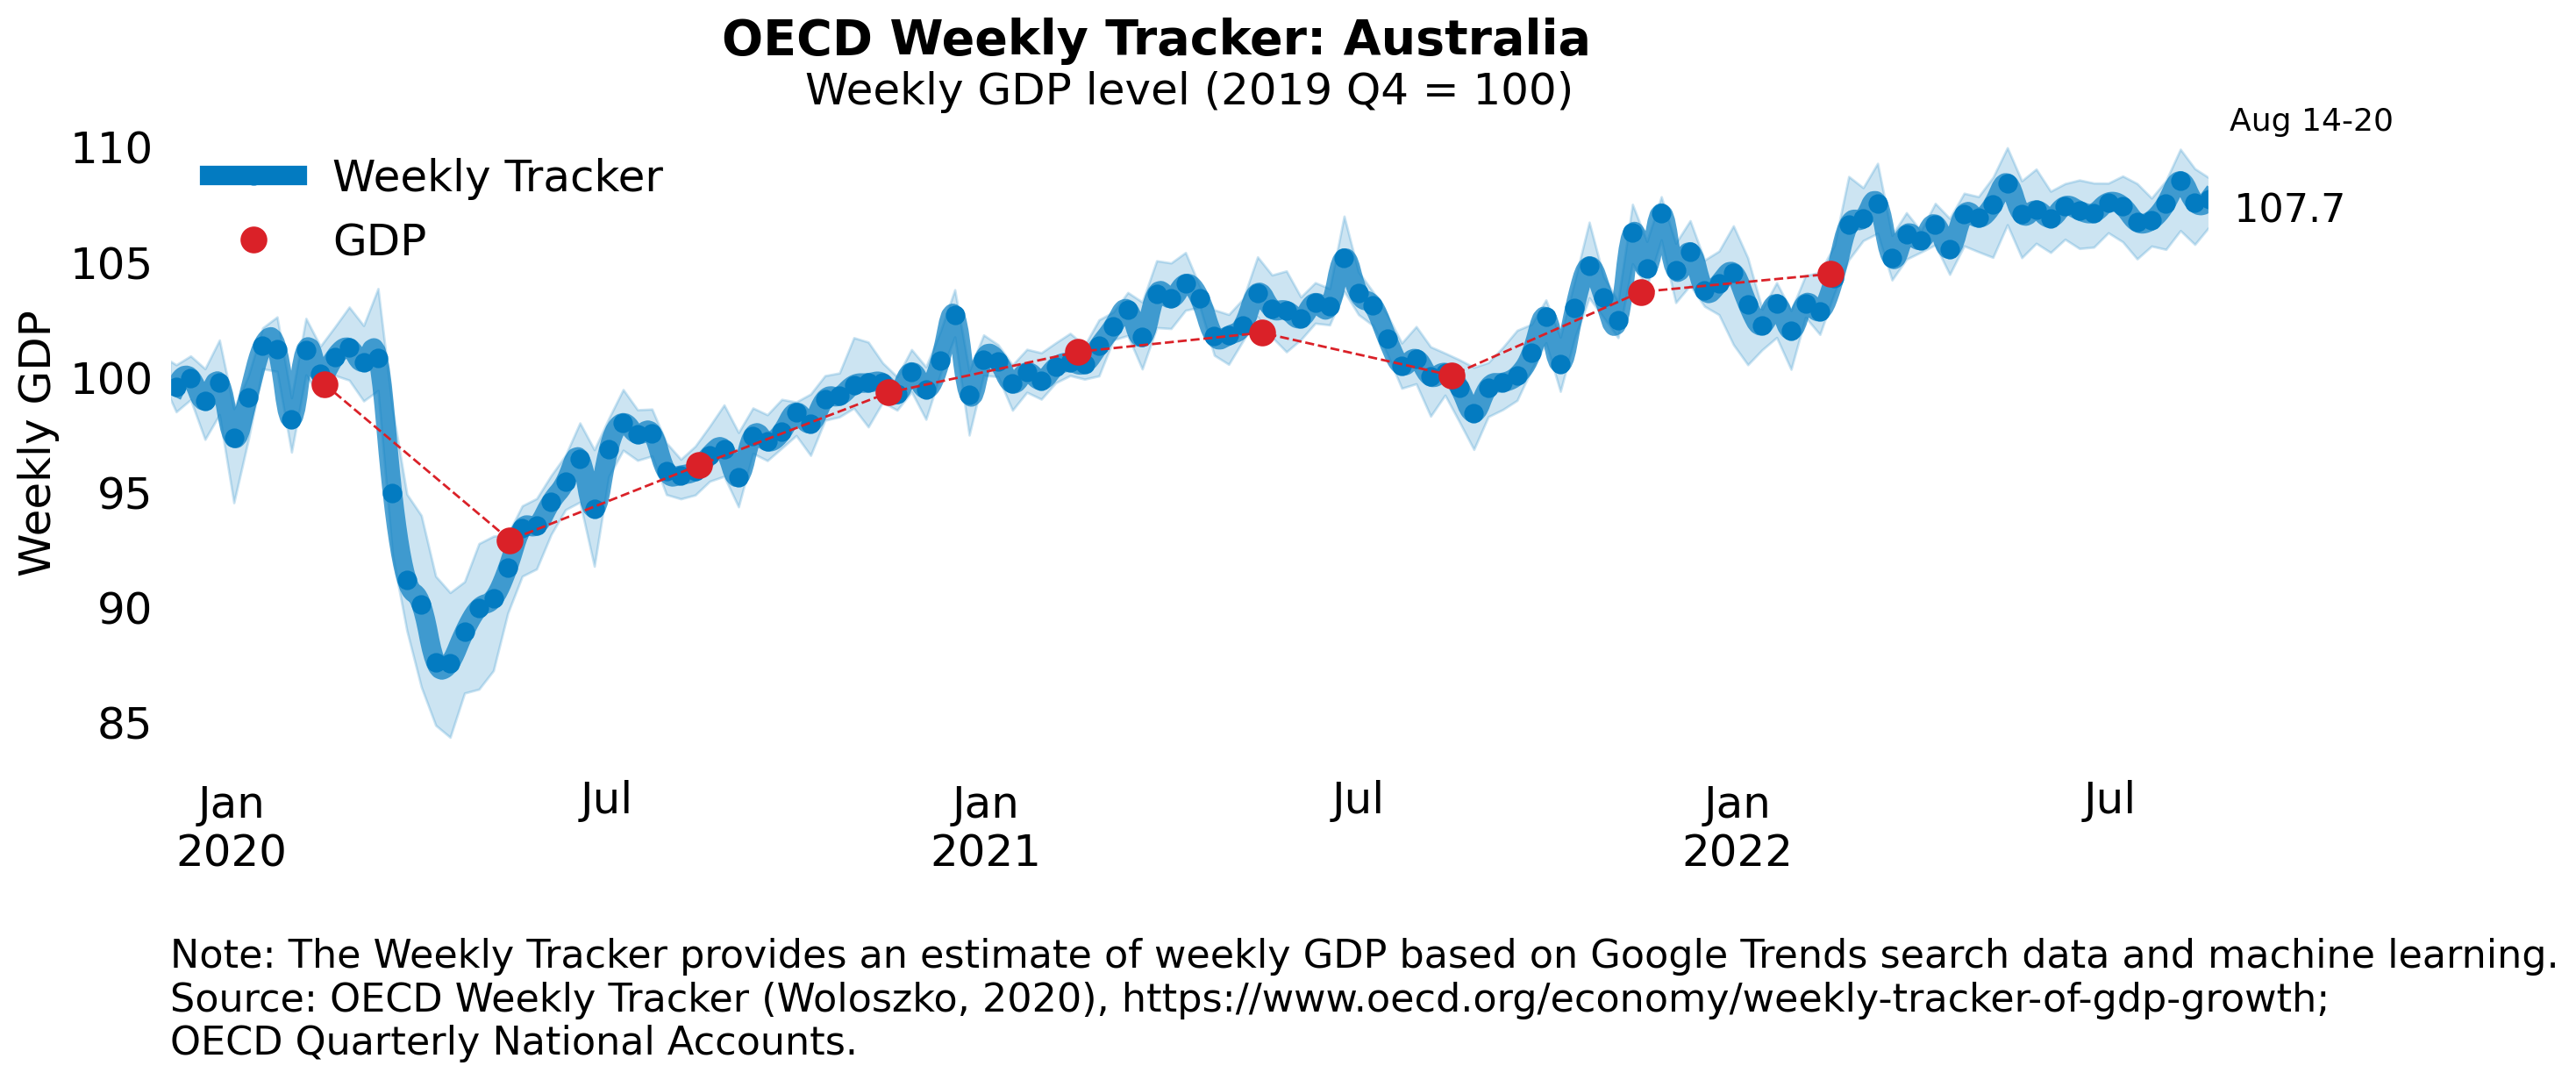 OECD Weekly Tracker: Australia
Weekly GDP level (2019 Q4 = 100)
Aug 14-20
107.7
Weekly Tracker
GDP
Weekly GDP
110
105
100
95
90
85
Jan
2020
Jul
Jan
2021
Jul
Jan
2022
Jul
Note: The Weekly Tracker provides an estimate of weekly GDP based on Google Trends search data and machine learning.
Source: OECD Weekly Tracker (Woloszko, 2020), https://www.oecd.org/economy/weekly-tracker-of-gdp-growth;
OECD Quarterly National Accounts.